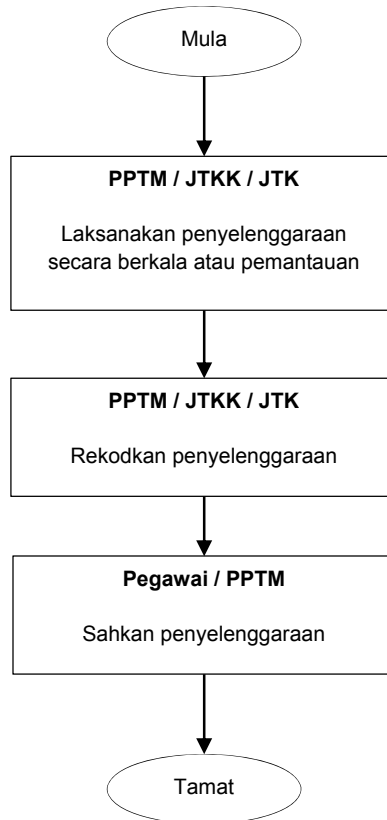 Mula
PPTM / JTKK / JTK
Laksanakan penyelenggaraan
secara berkala atau pemantauan
PPTM / JTKK / JTK
Rekodkan penyelenggaraan
Pegawai / PPTM
Sahkan penyelenggaraan
Tamat